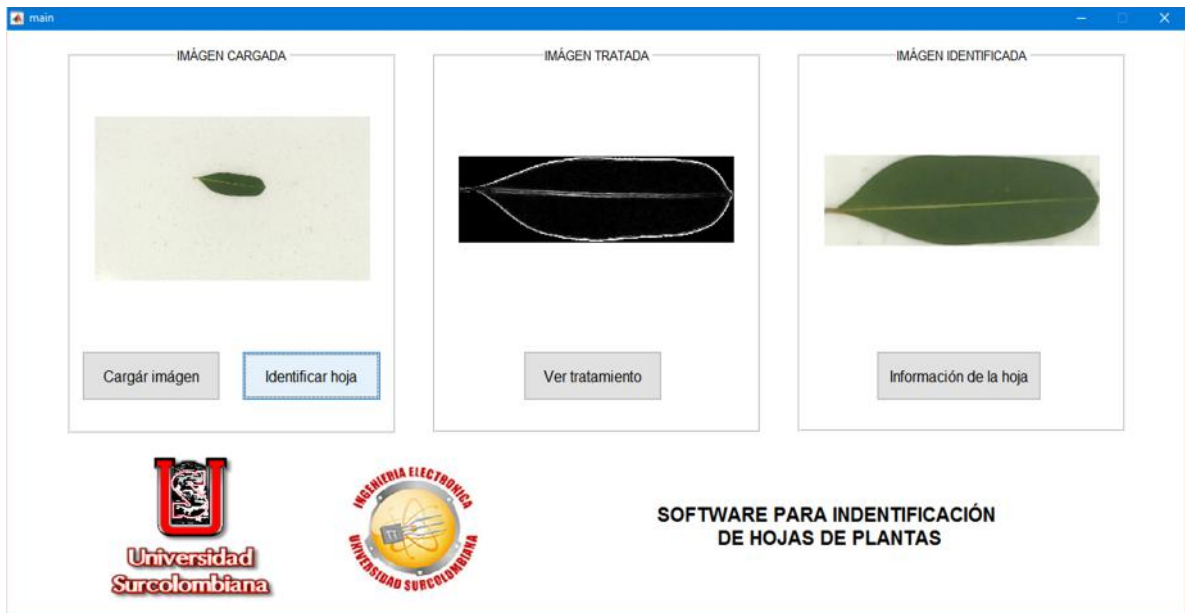 main
IMÁGEN CARGADA
IMÁGEN TRATADA
IMÁGEN IDENTIFICADA
Cargár imágen
Identificar hoja
Ver tratamiento
Información de la hoja
Universidad
Surcolombiana
INGENIERIA ELECTRONICA
UNIVERSIDAD SURCOLOMBIANA
SOFTWARE PARA INDENTIFICACIÓN
DE HOJAS DE PLANTAS